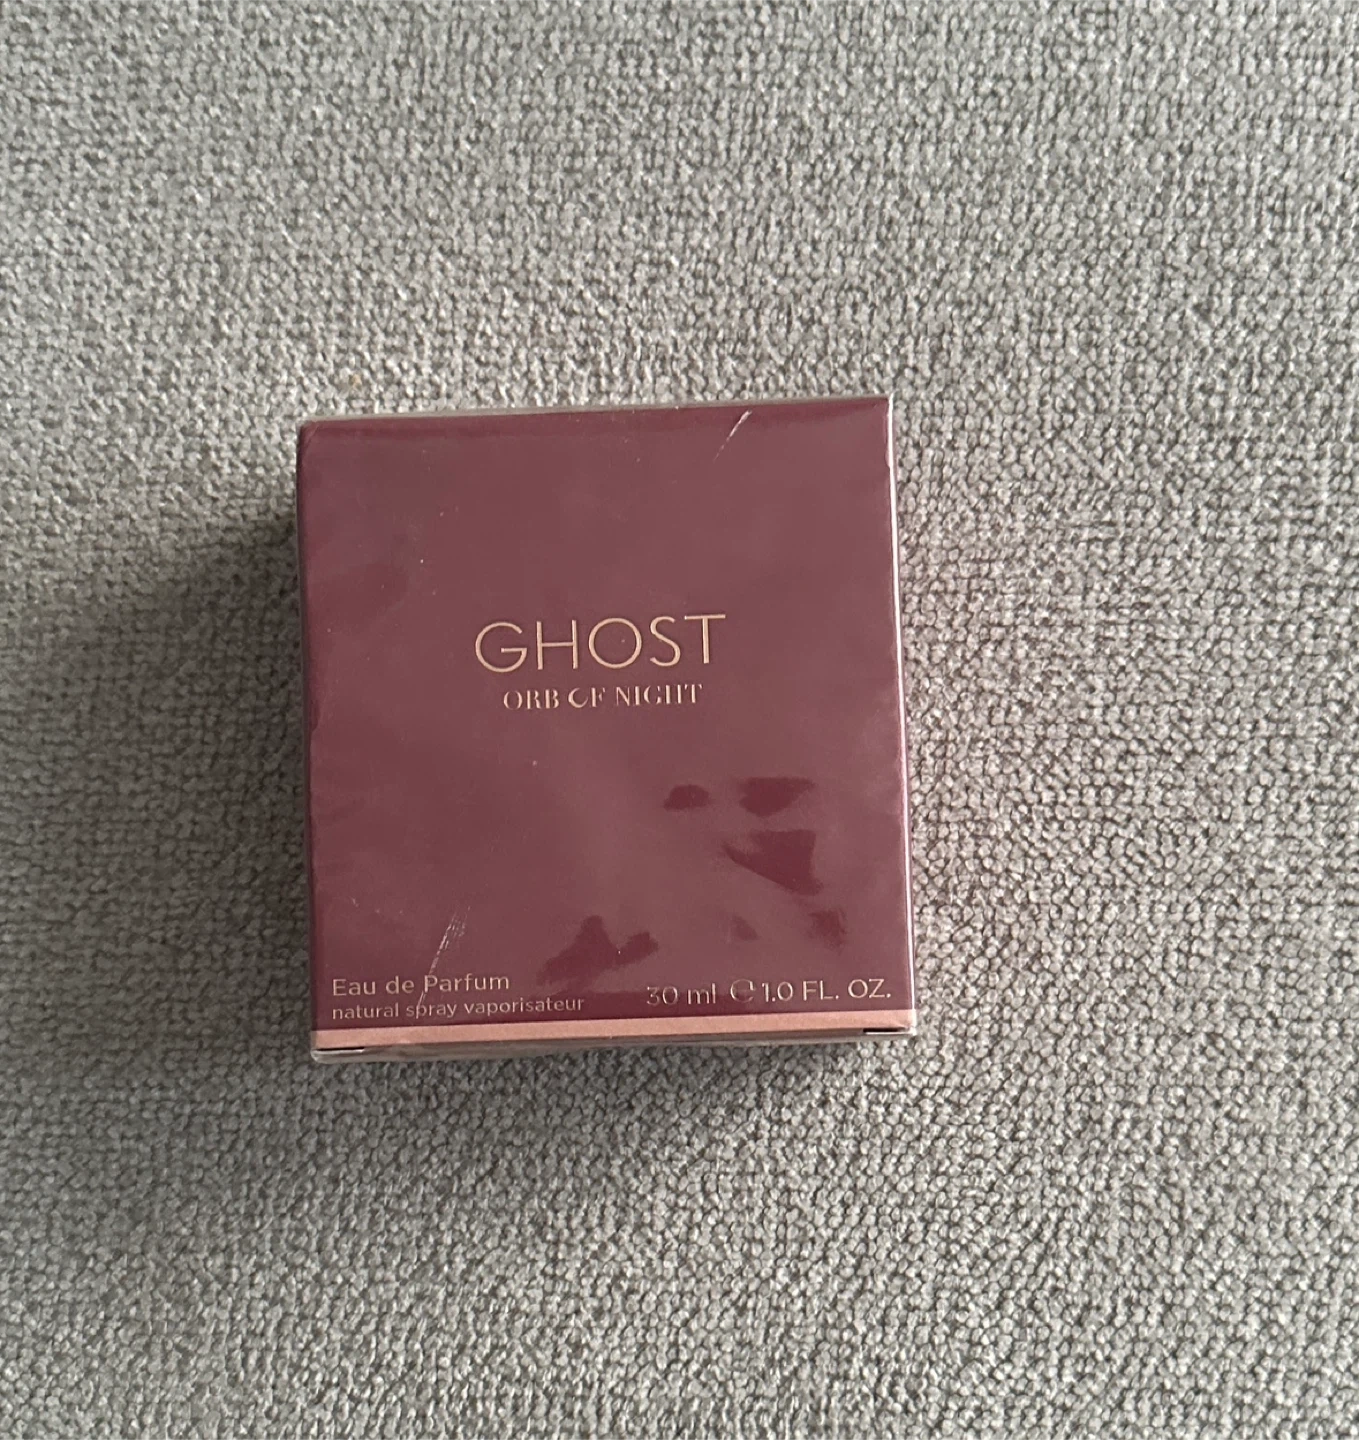 GHOST
ORB OF NIGHT
Eau de Parfum
natural spray vaporisateur
30 ml ℮ 1.0 FL. OZ.